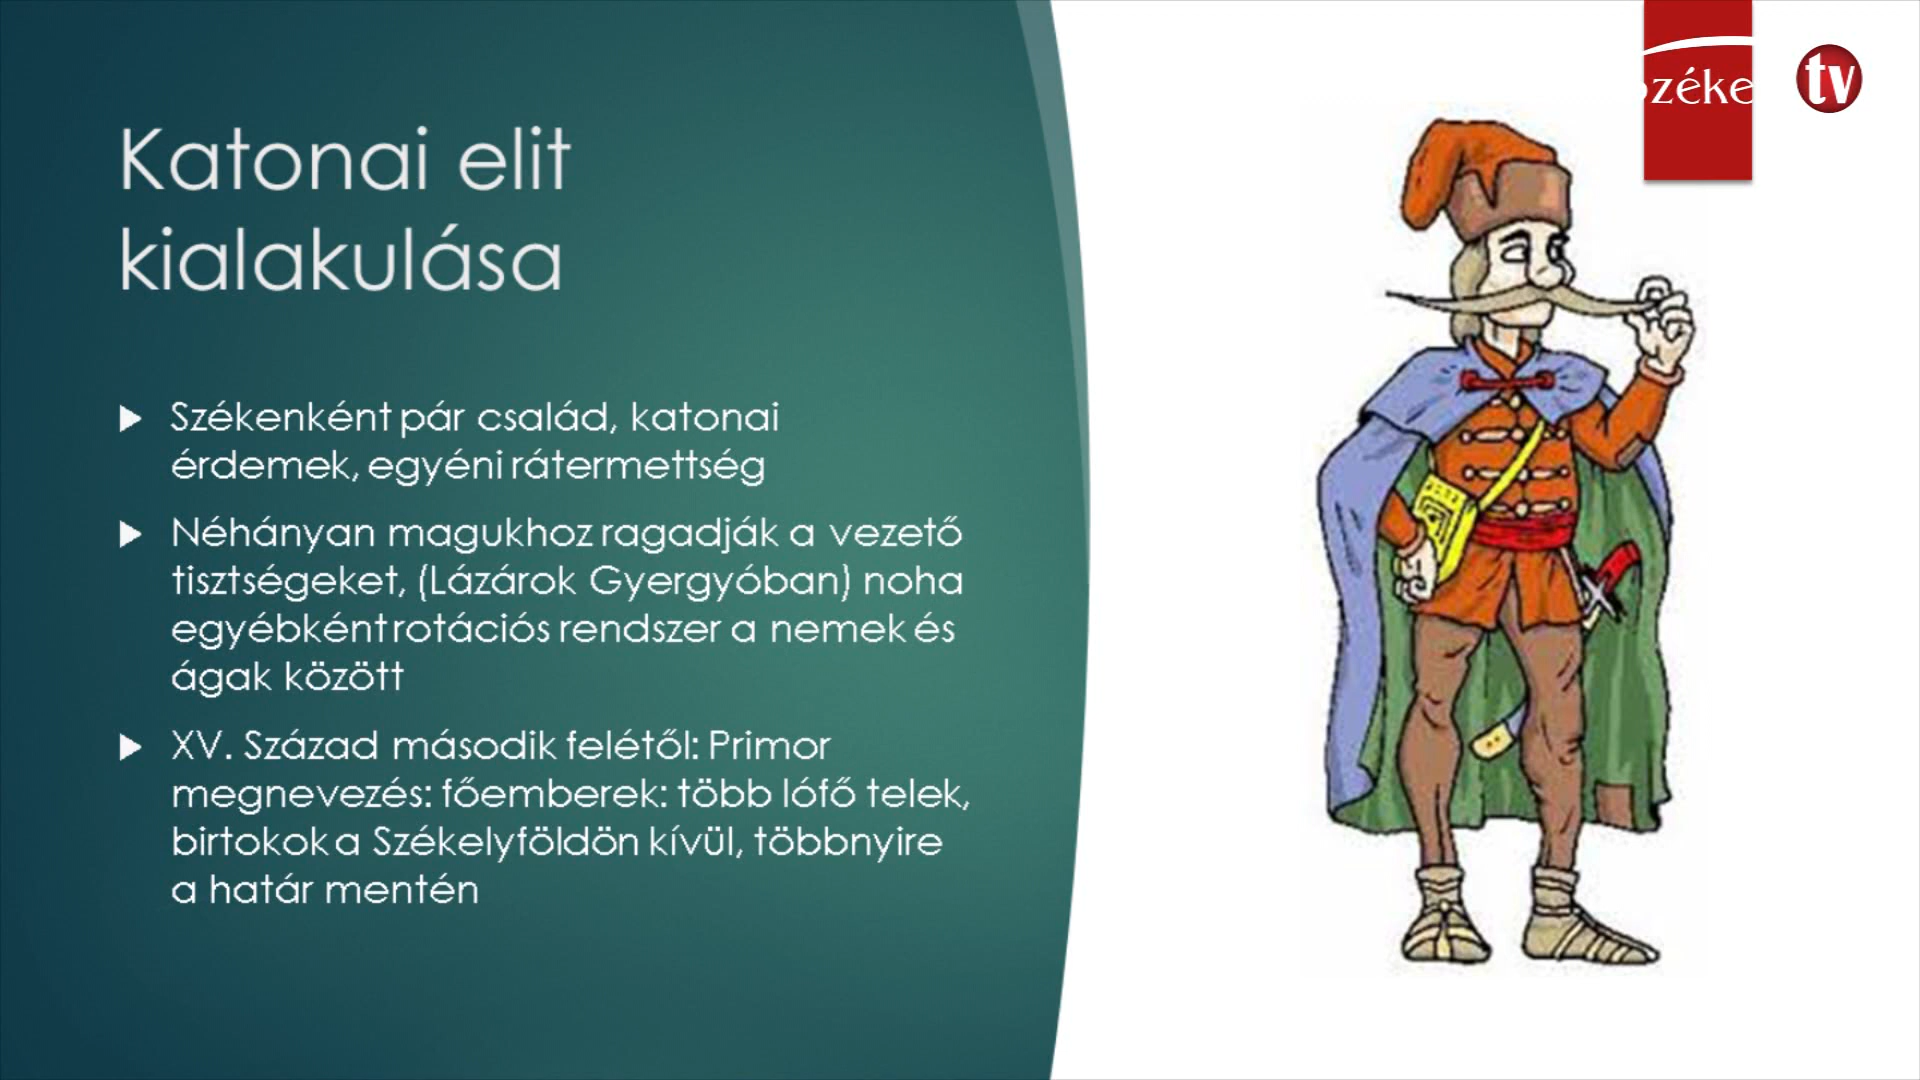 Katonai elit
kialakulása
Székenként pár család, katonai
érdemek, egyéni rátermettség
Néhányan magukhoz ragadják a vezető
tisztségeket, (Lázárok Gyergyóban) noha
egyébként rotációs rendszer a nemek és
ágak között
XV. Század második felétől: Primor
megnevezés: főemberek: több lófő telek,
birtokok a Székelyföldön kívül, többnyire
a határ mentén
széke
tv